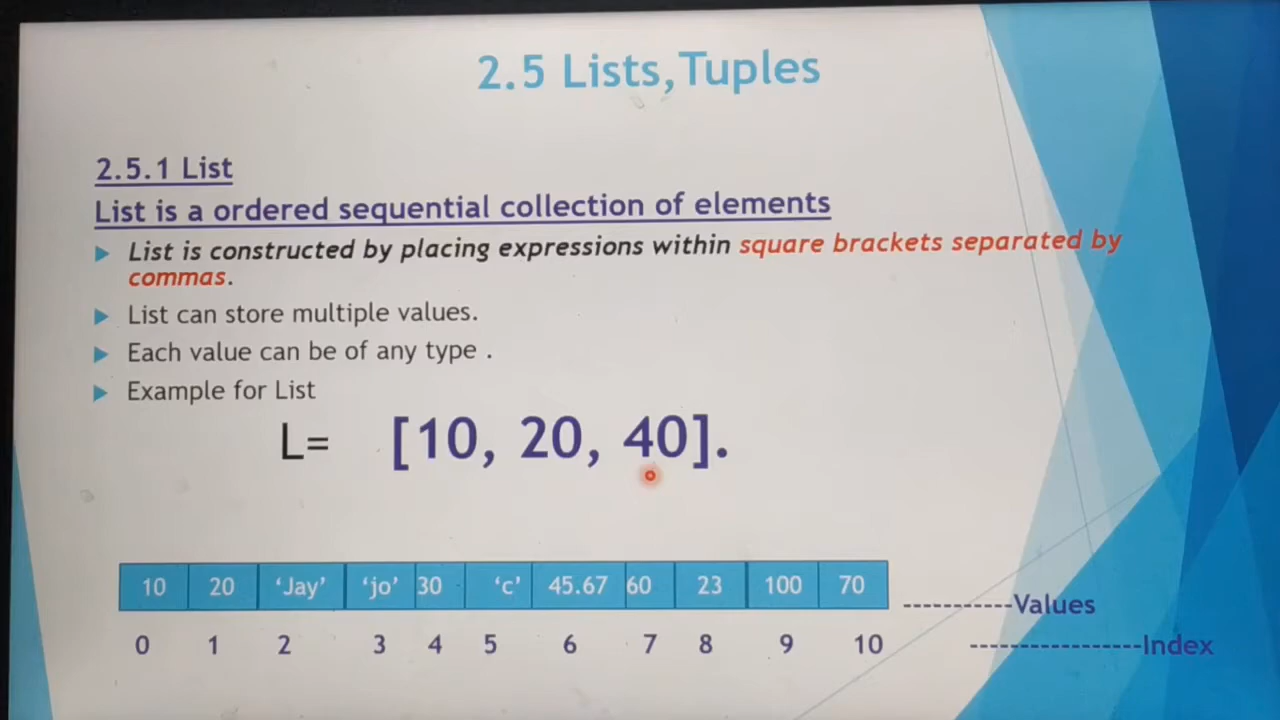 2.5 Lists,Tuples
2.5.1 List
List is a ordered sequential collection of elements
List is constructed by placing expressions within square brackets separated by
commas.
List can store multiple values.
Each value can be of any type .
Example for List
L= [10, 20, 40].
10 20 ‘Jay’ ‘jo’ 30 ‘c’ 45.67 60 23 100 70
------------Values
0 1 2 3 4 5 6 7 8 9 10
-----------------Index